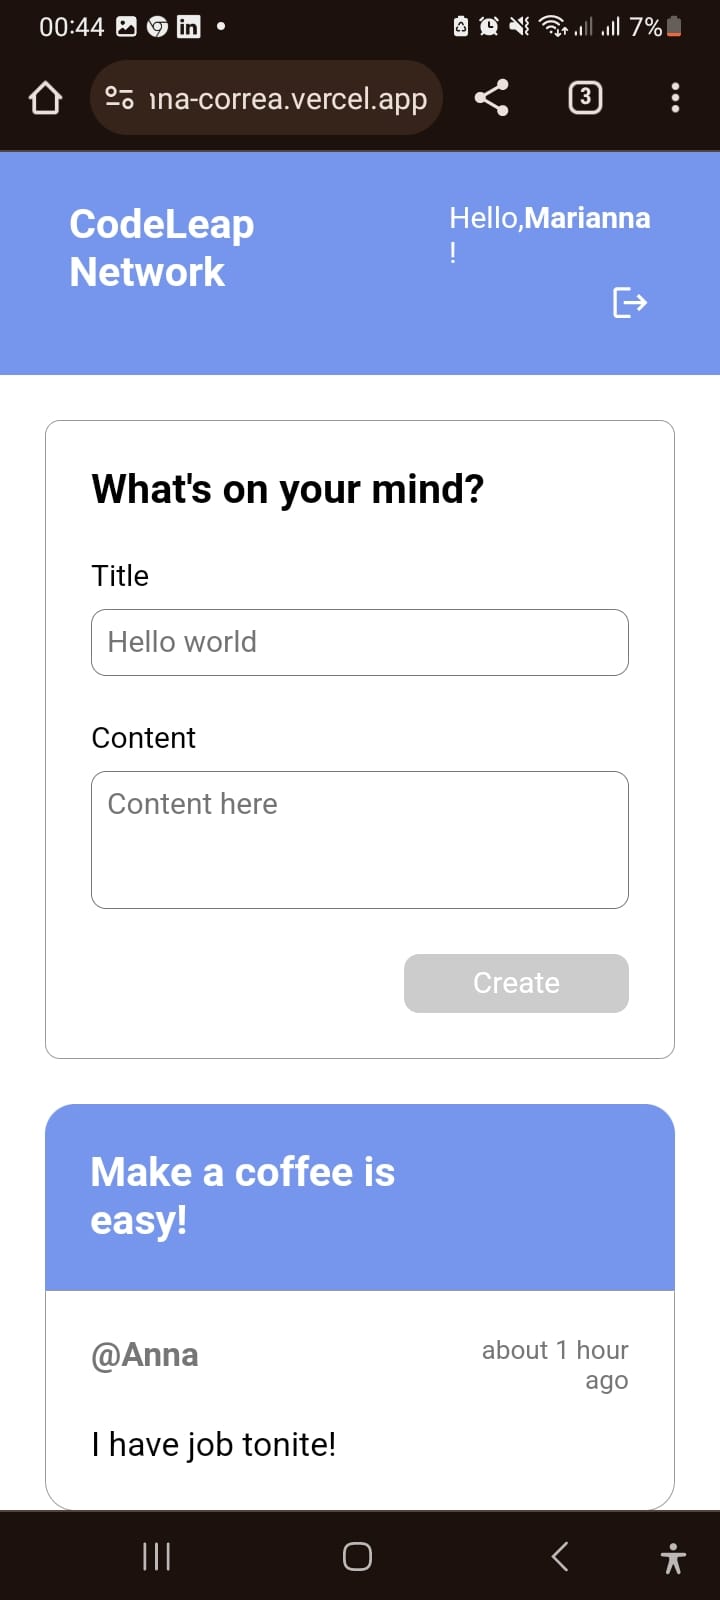 00:44
7%
nna-correa.vercel.app
3
CodeLeap
Network
Hello,Marianna
!
What's on your mind?
Title
Hello world
Content
Content here
Create
Make a coffee is
easy!
@Anna
about 1 hour
ago
I have job tonite!